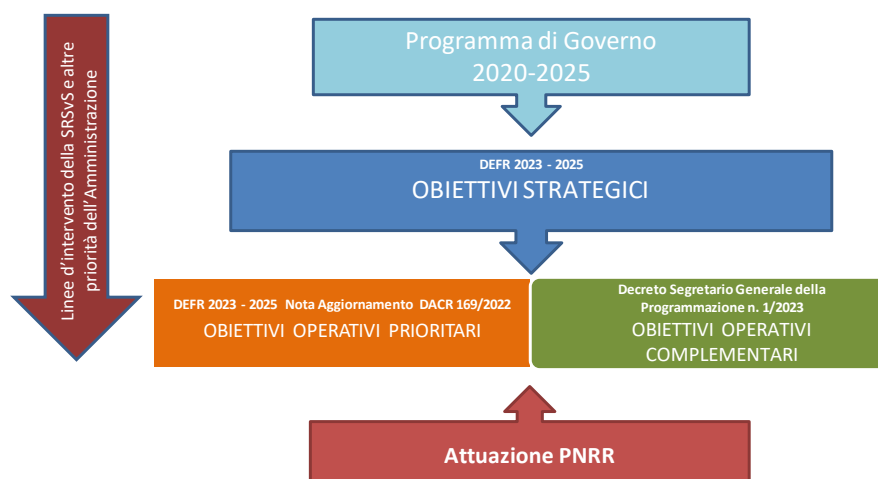 Linee d'intervento della SRSvS e altre
priorità dell'Amministrazione
Programma di Governo
2020-2025
DEFR 2023 - 2025
OBIETTIVI STRATEGICI
DEFR 2023 - 2025 Nota Aggiornamento DACR 169/2022
OBIETTIVI OPERATIVI PRIORITARI
Decreto Segretario Generale della
Programmazione n. 1/2023
OBIETTIVI OPERATIVI
COMPLEMENTARI
Attuazione PNRR